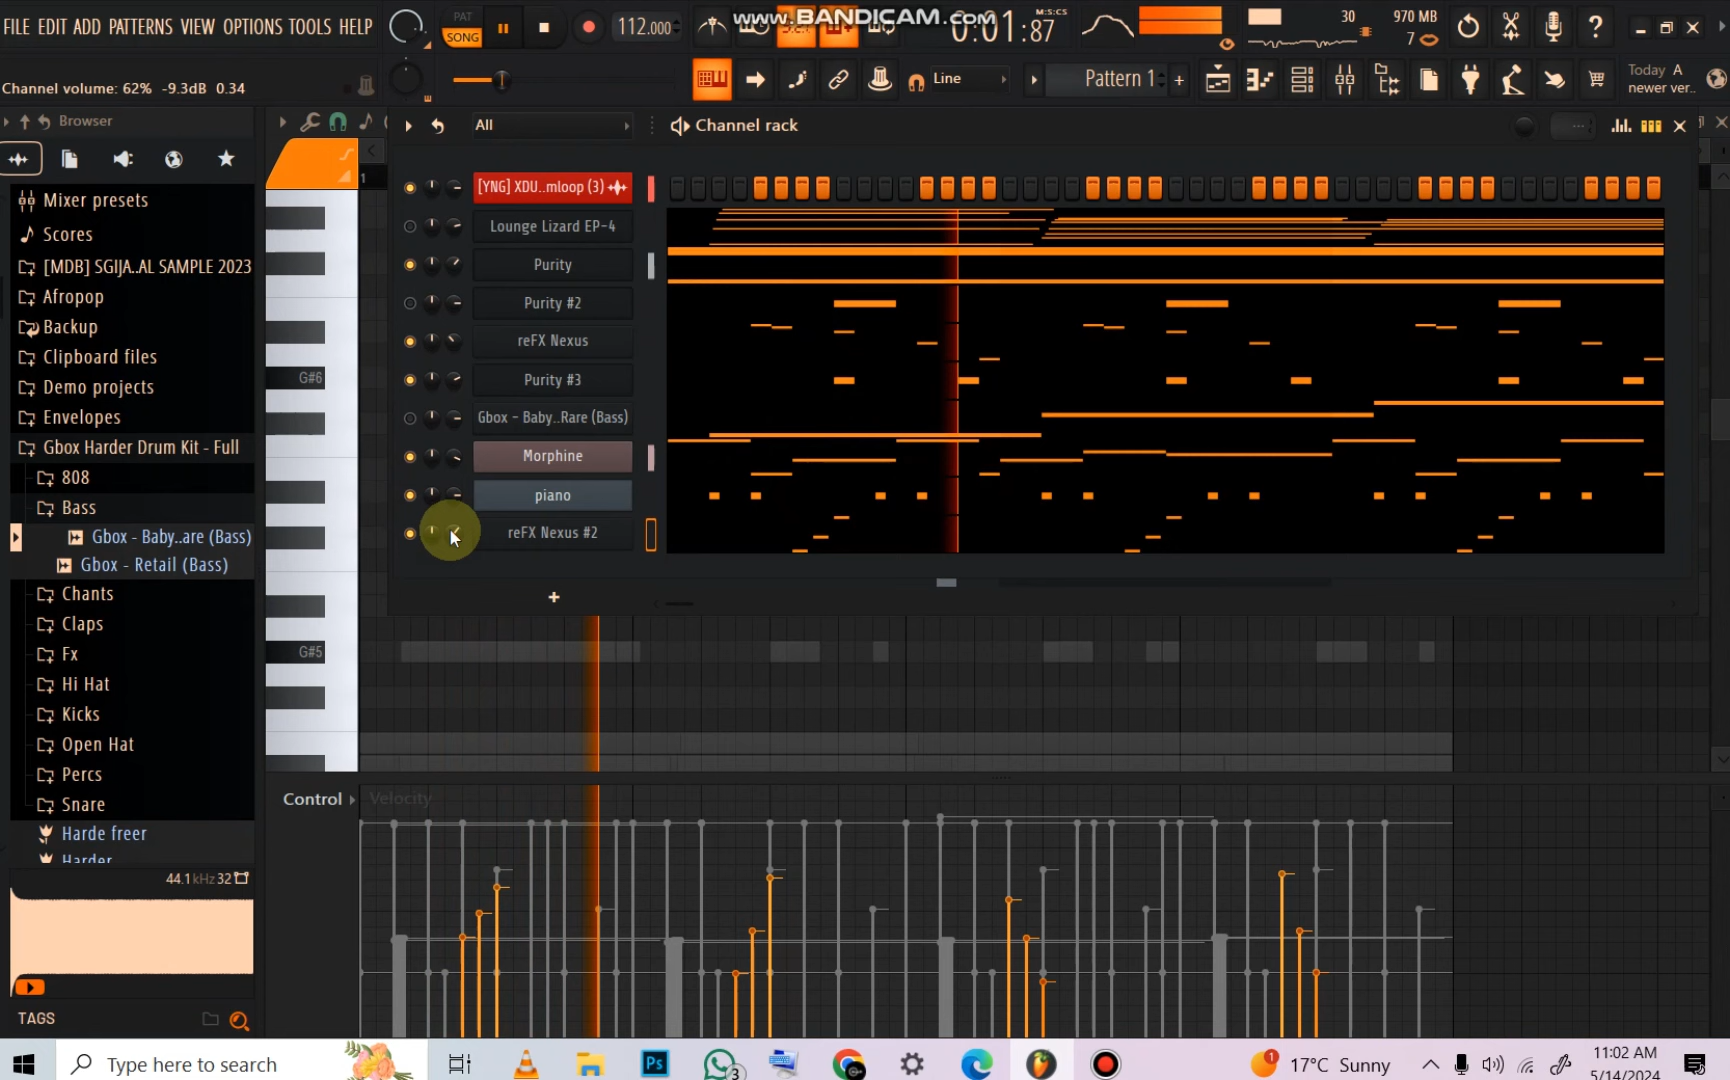 FILE EDIT ADD PATTERNS VIEW OPTIONS TOOLS HELP
PAT
SONG
112.000
www.BANDICAM.com
0:01:87
M:S:CS
30
970 MB
7
Channel volume: 62% -9.3dB 0.34
Line
Pattern 1
Today A
newer ver..
Browser
All
Channel rack
1
Mixer presets
Scores
[MDB] SGIJA..AL SAMPLE 2023
Afropop
Backup
Clipboard files
Demo projects
Envelopes
Gbox Harder Drum Kit - Full
808
Bass
Gbox - Baby..are (Bass)
Gbox - Retail (Bass)
Chants
Claps
Fx
Hi Hat
Kicks
Open Hat
Percs
Snare
Harde freer
Harder
44.1kHz 32
TAGS
G#6
G#5
[YNG] XDU..mloop (3)
Lounge Lizard EP-4
Purity
Purity #2
reFX Nexus
Purity #3
Gbox - Baby..Rare (Bass)
Morphine
piano
reFX Nexus #2
+
Control
Velocity
Type here to search
Ps
3
1
17°C Sunny
11:02 AM
5/14/2024